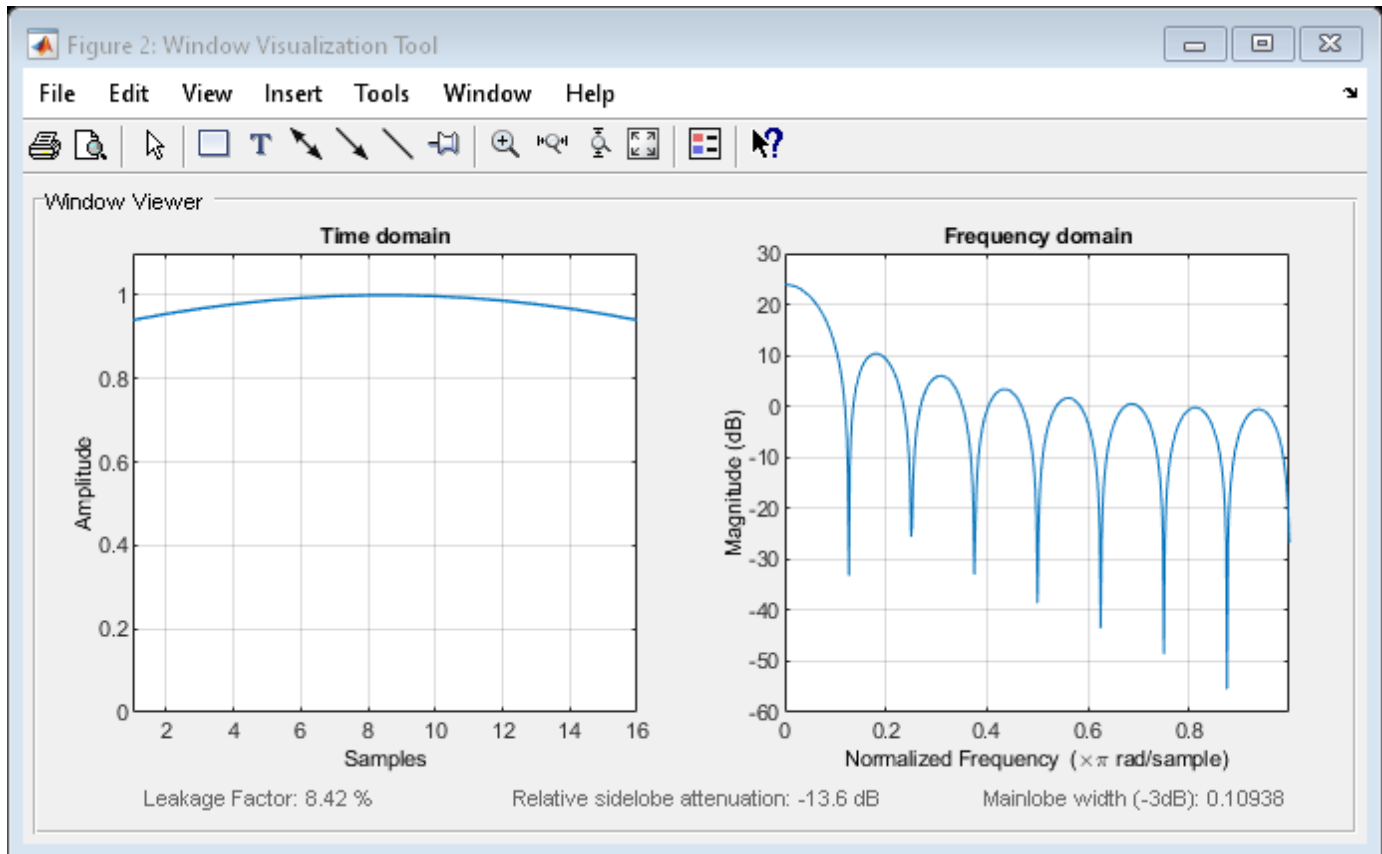 Figure 2: Window Visualization Tool
File Edit View Insert Tools Window Help
T
Window Viewer
Time domain
1
0.8
0.6
0.4
0.2
0
Amplitude
2 4 6 8 10 12 14 16
Samples
Frequency domain
30
20
10
0
-10
-20
-30
-40
-50
-60
Magnitude (dB)
0 0.2 0.4 0.6 0.8
Normalized Frequency (×π rad/sample)
Leakage Factor: 8.42 % Relative sidelobe attenuation: -13.6 dB Mainlobe width (-3dB): 0.10938